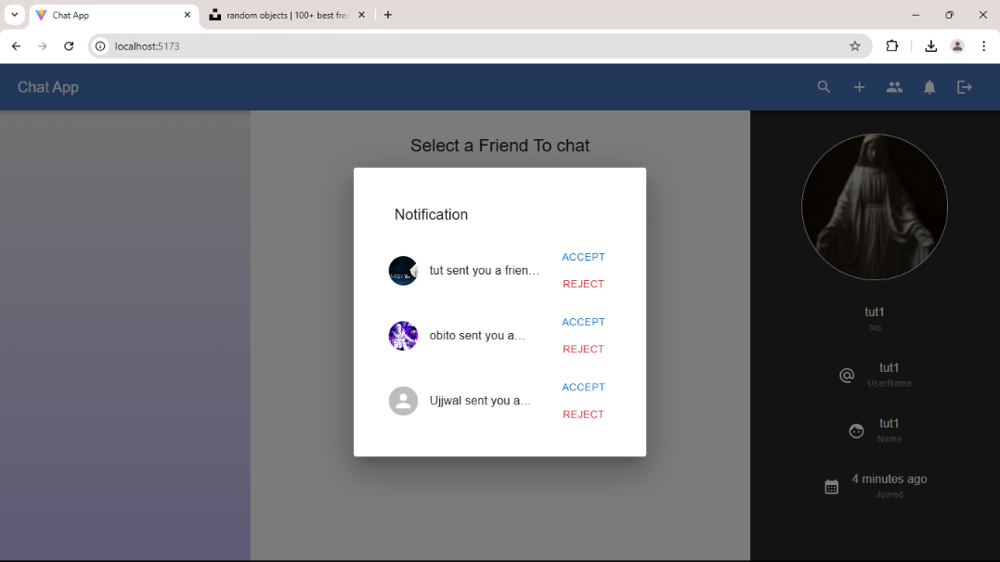 Chat App
random objects | 100+ best free
localhost:5173
Chat App
Select a Friend To chat
Notification
tut sent you a frien…
ACCEPT
REJECT
obito sent you a…
ACCEPT
REJECT
Ujjwal sent you a…
ACCEPT
REJECT
tut1
bio
tut1
UserName
tut1
Name
4 minutes ago
Joined